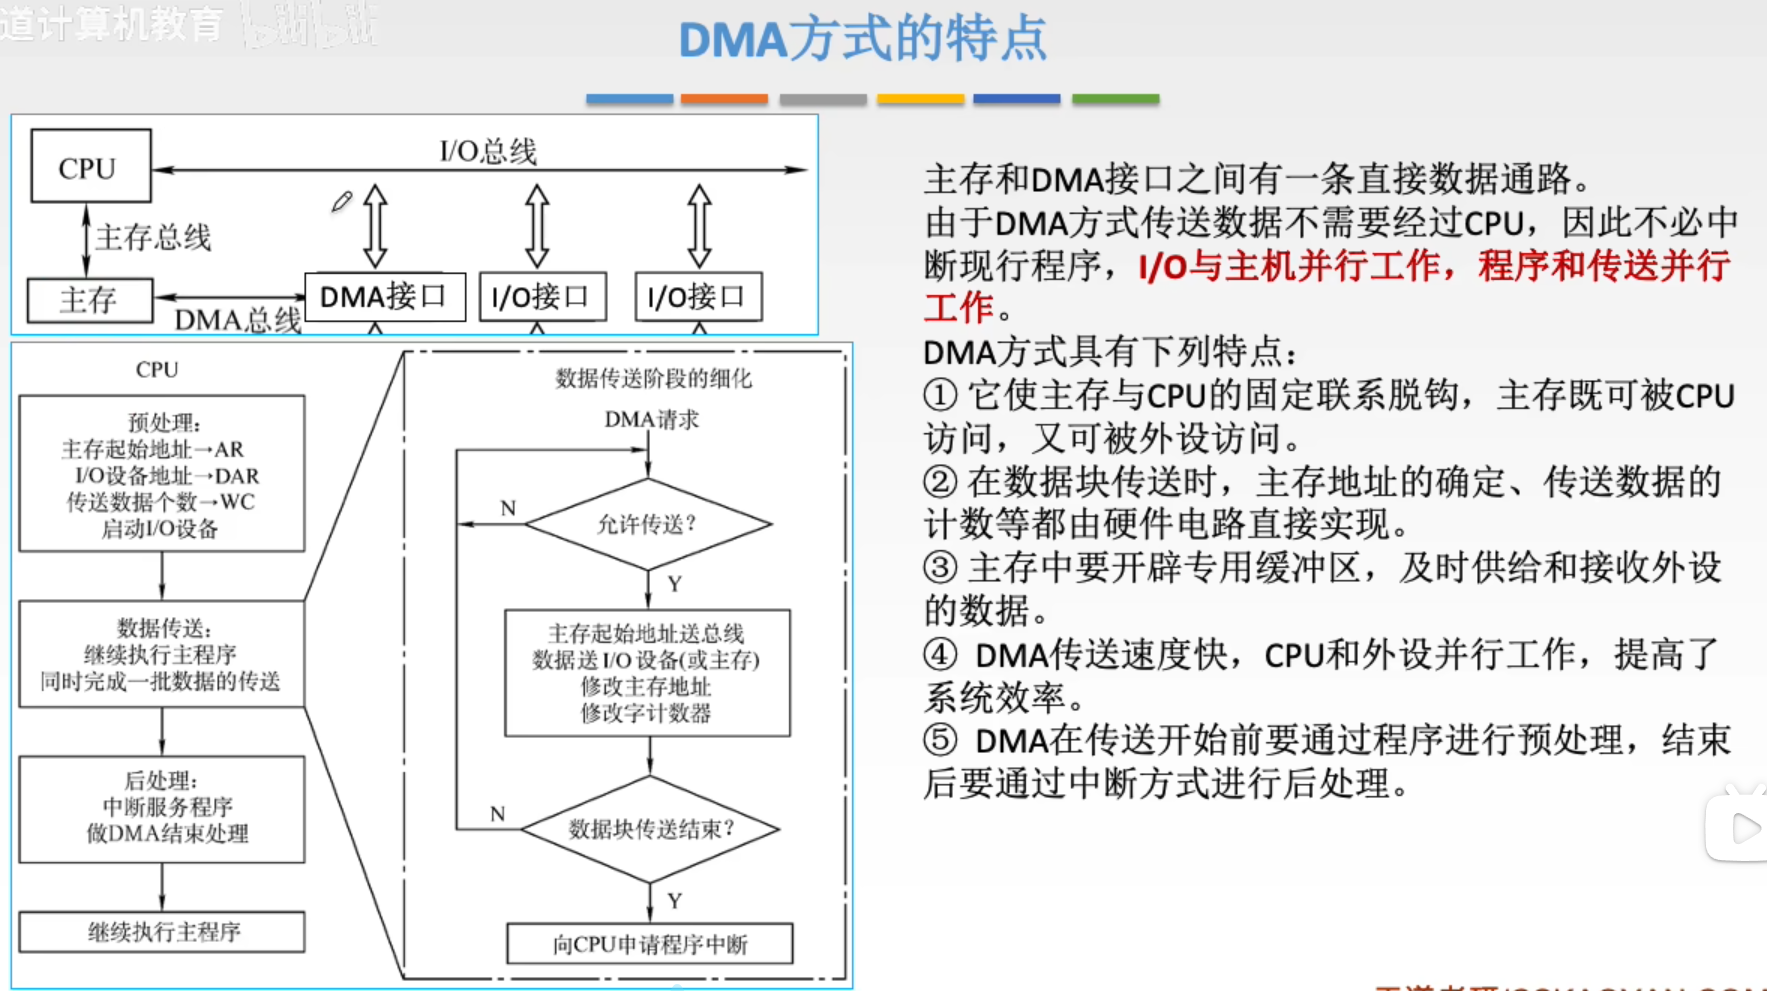 道计算机教育 bilibili
DMA方式的特点
CPU
I/O总线
主存总线
主存
DMA总线
DMA接口
I/O接口
I/O接口
CPU
预处理：
主存起始地址→AR
I/O设备地址→DAR
传送数据个数→WC
启动I/O设备
数据传送：
继续执行主程序
同时完成一批数据的传送
后处理：
中断服务程序
做DMA结束处理
继续执行主程序
数据传送阶段的细化
DMA请求
N
允许传送？
Y
主存起始地址送总线
数据送I/O设备(或主存)
修改主存地址
修改字计数器
N
数据块传送结束？
Y
向CPU申请程序中断
主存和DMA接口之间有一条直接数据通路。
由于DMA方式传送数据不需要经过CPU，因此不必中
断现行程序，I/O与主机并行工作，程序和传送并行
工作。
DMA方式具有下列特点：
① 它使主存与CPU的固定联系脱钩，主存既可被CPU
访问，又可被外设访问。
② 在数据块传送时，主存地址的确定、传送数据的
计数等都由硬件电路直接实现。
③ 主存中要开辟专用缓冲区，及时供给和接收外设
的数据。
④ DMA传送速度快，CPU和外设并行工作，提高了
系统效率。
⑤ DMA在传送开始前要通过程序进行预处理，结束
后要通过中断方式进行后处理。